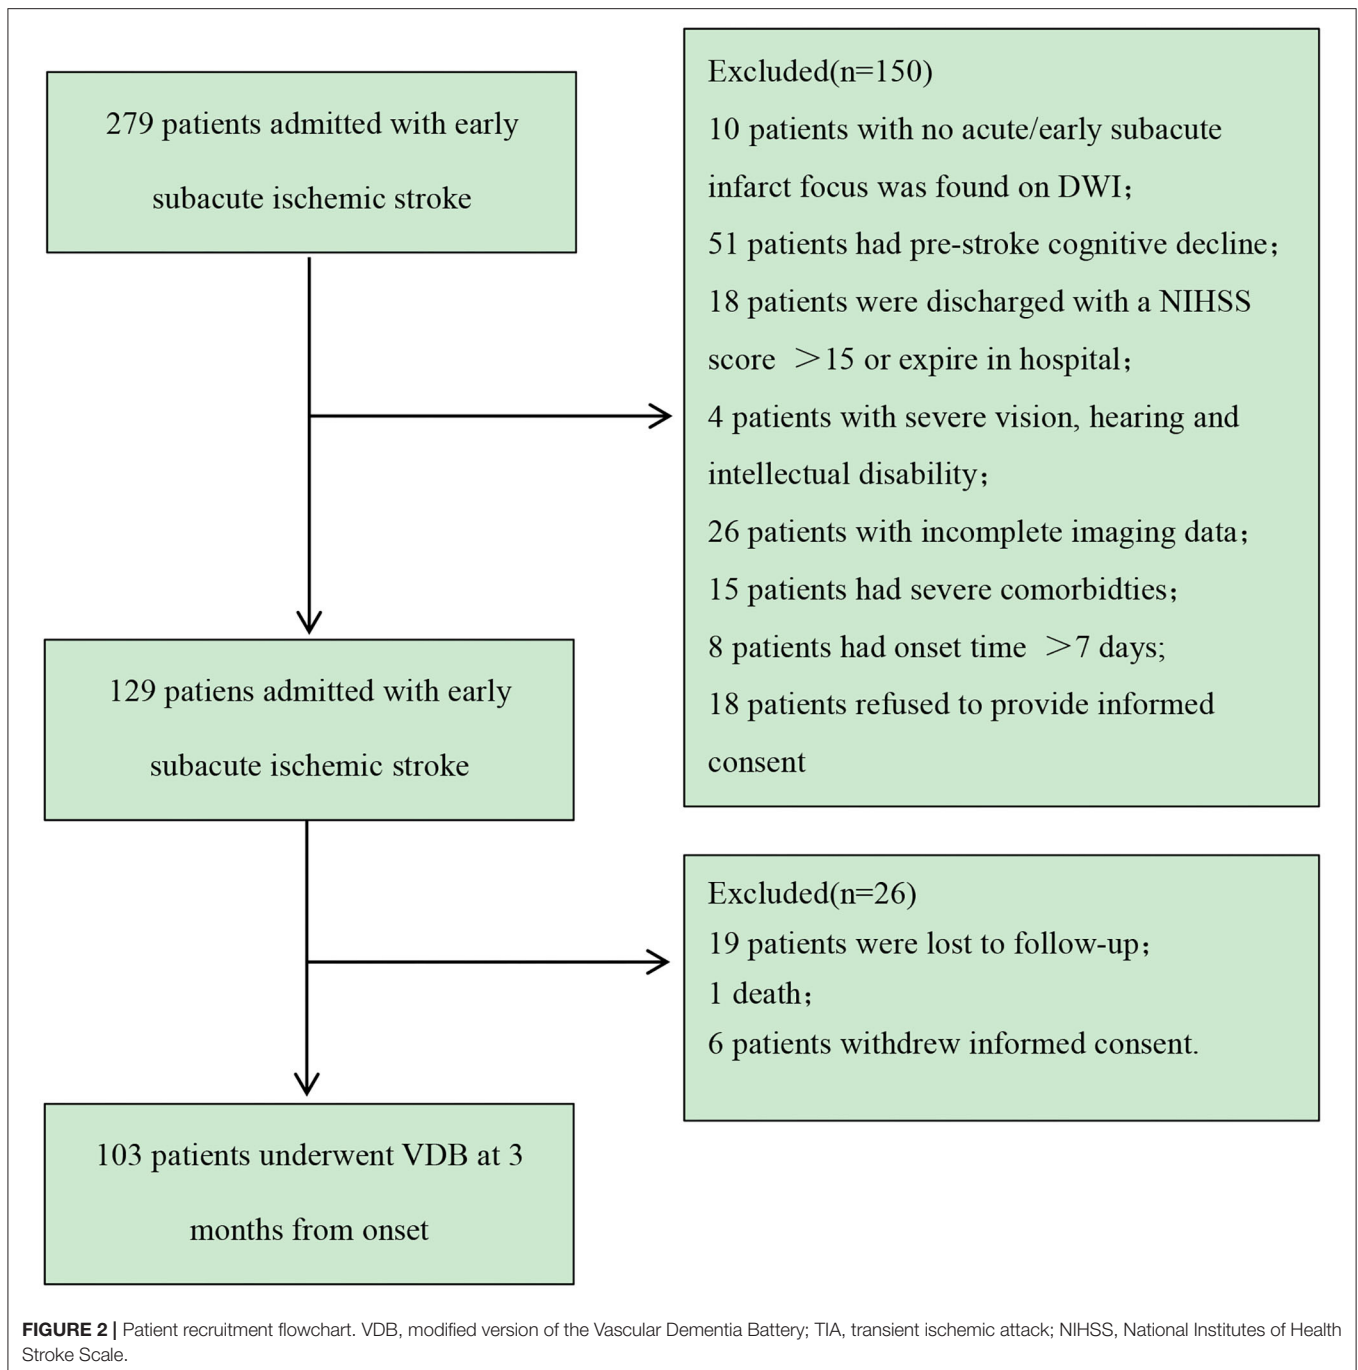 279 patients admitted with early
subacute ischemic stroke
Excluded(n=150)
10 patients with no acute/early subacute
infarct focus was found on DWI；
51 patients had pre-stroke cognitive decline；
18 patients were discharged with a NIHSS
score ＞15 or expire in hospital；
4 patients with severe vision, hearing and
intellectual disability；
26 patients with incomplete imaging data；
15 patients had severe comorbidties；
8 patients had onset time ＞7 days;
18 patients refused to provide informed
consent
129 patiens admitted with early
subacute ischemic stroke
Excluded(n=26)
19 patients were lost to follow-up；
1 death；
6 patients withdrew informed consent.
103 patients underwent VDB at 3
months from onset
FIGURE 2 | Patient recruitment flowchart. VDB, modified version of the Vascular Dementia Battery; TIA, transient ischemic attack; NIHSS, National Institutes of Health
Stroke Scale.